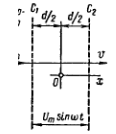 C₁ C₂
d/2 d/2
v
O x
Uₘ sin ωt